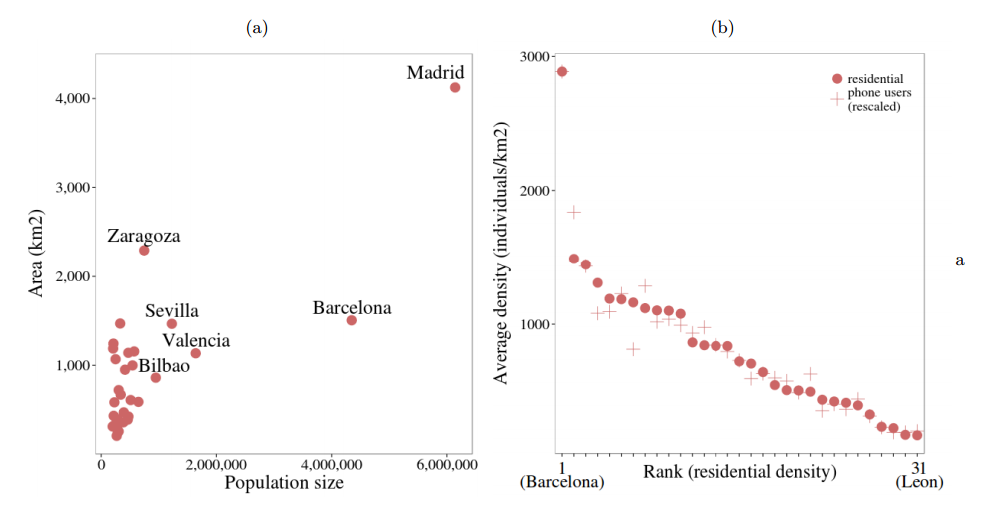 (a)
Madrid
4,000
3,000
Zaragoza
2,000
Sevilla
Barcelona
Valencia
Bilbao
1,000
Area (km2)
0
2,000,000
4,000,000
6,000,000
Population size
(b)
3000
residential
phone users
(rescaled)
2000
1000
Average density (individuals/km2)
1
(Barcelona)
Rank (residential density)
31
(Leon)
a